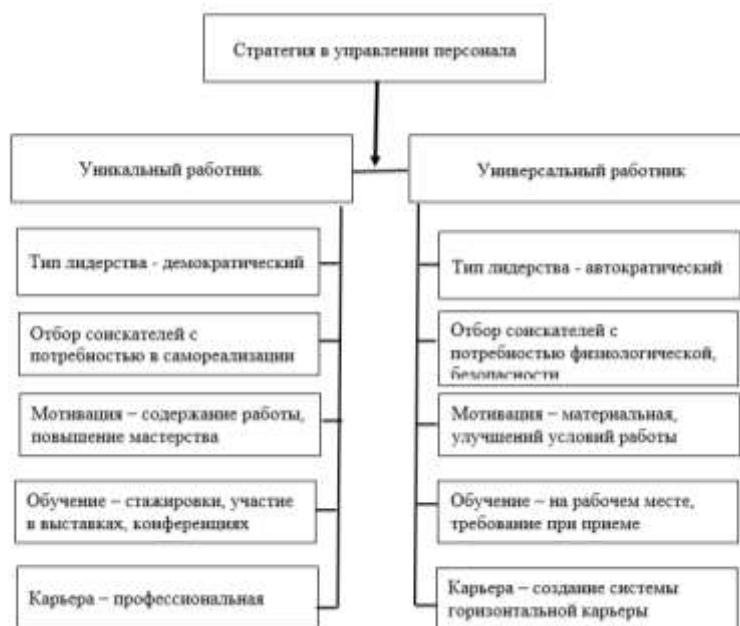 Стратегия в управлении персонала
Уникальный работник
Универсальный работник
Тип лидерства - демократический
Отбор соискателей с
потребностью в самореализации
Мотивация – содержание работы,
повышение мастерства
Обучение – стажировки, участие
в выставках, конференциях
Карьера – профессиональная
Тип лидерства - автократический
Отбор соискателей с
потребностью физиологической,
безопасности
Мотивация – материальная,
улучшений условий работы
Обучение – на рабочем месте,
требование при приеме
Карьера – создание системы
горизонтальной карьеры